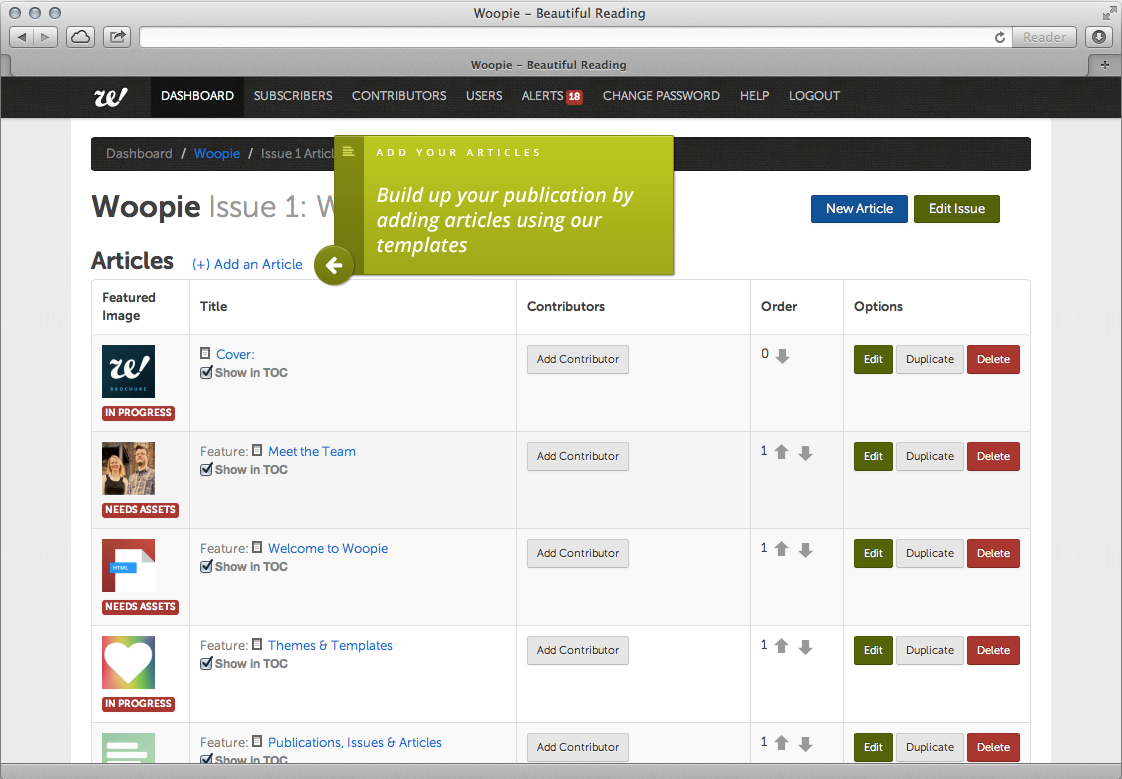 Woopie – Beautiful Reading
Reader
Woopie – Beautiful Reading
re! DASHBOARD SUBSCRIBERS CONTRIBUTORS USERS ALERTS 18 CHANGE PASSWORD HELP LOGOUT
Dashboard / Woopie / Issue 1 Articl
ADD YOUR ARTICLES
Build up your publication by
adding articles using our
templates
Woopie Issue 1: W
New Article Edit Issue
Articles (+) Add an Article
Featured
Image
Title Contributors Order Options
re!
BROCHURE
IN PROGRESS
Cover:
Show in TOC
Add Contributor 0 Edit Duplicate Delete
NEEDS ASSETS
Feature: Meet the Team
Show in TOC
Add Contributor 1 Edit Duplicate Delete
HTML
NEEDS ASSETS
Feature: Welcome to Woopie
Show in TOC
Add Contributor 1 Edit Duplicate Delete
IN PROGRESS
Feature: Themes & Templates
Show in TOC
Add Contributor 1 Edit Duplicate Delete
Feature: Publications, Issues & Articles
Show in TOC
Add Contributor 1 Edit Duplicate Delete